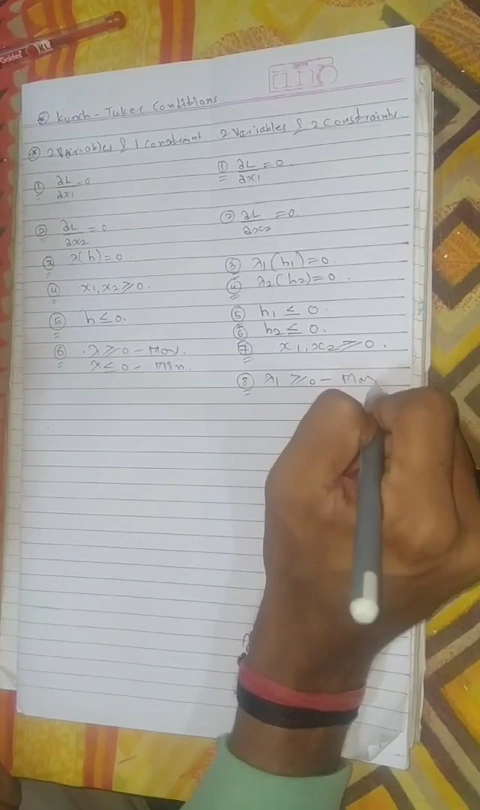 Kunh-Tuker Conditions
2 Variables & 1 Constraint
① ∂L/∂x1 = 0
② ∂L/∂x2 = 0.
③ λ(h) = 0
④ x1, x2 ≥ 0.
⑤ h ≤ 0.
⑥ λ ≥ 0 - Max.
λ ≤ 0 - Min.
2 Variables & 2 Constraints.
① ∂L/∂x1 = 0
② ∂L/∂x2 = 0.
③ λ1(h1) = 0.
④ λ2(h2) = 0.
⑤ h1 ≤ 0.
⑥ h2 ≤ 0.
⑦ x1, x2 ≥ 0.
⑧ λ1 ≥ 0 - Max